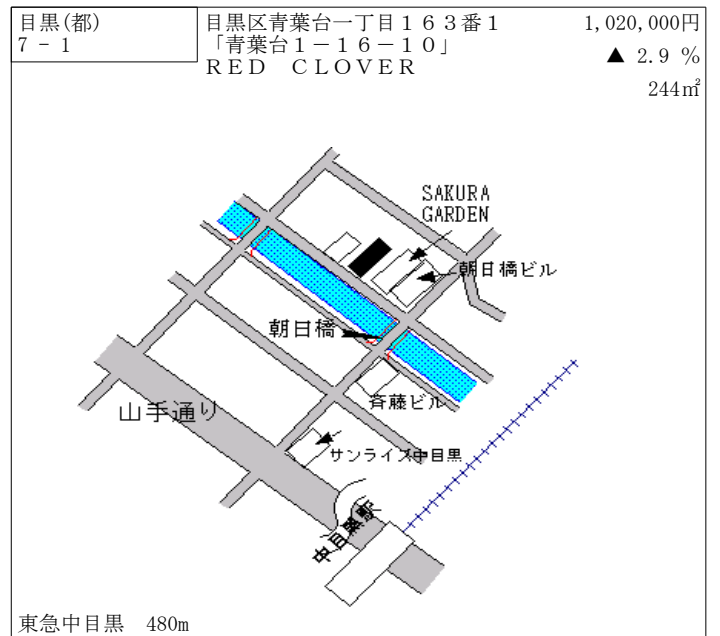 目黒(都)
7 - 1
目黒区青葉台一丁目１６３番１
「青葉台１－１６－１０」
ＲＥＤ　ＣＬＯＶＥＲ
1,020,000円
▲ 2.9 %
244㎡
SAKURA
GARDEN
朝日橋ビル
朝日橋
斉藤ビル
山手通り
サンライズ中目黒
中目黒駅
東急中目黒　480m